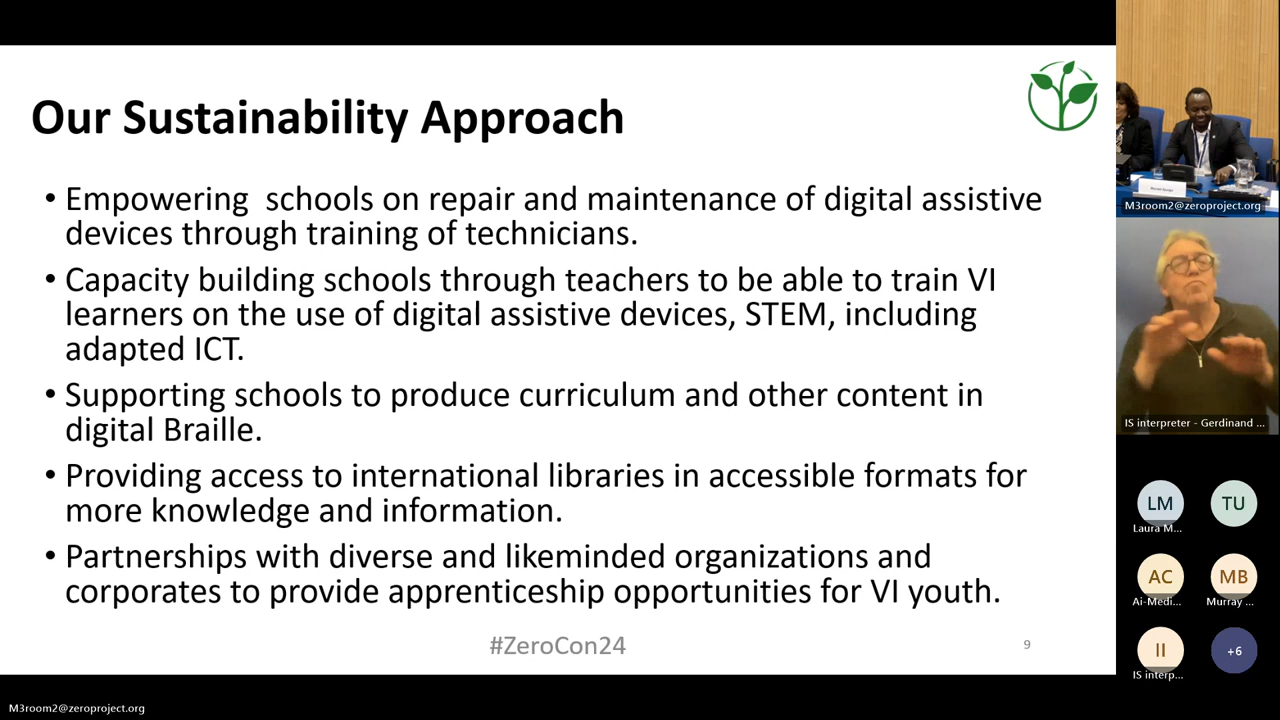 Our Sustainability Approach
• Empowering  schools on repair and maintenance of digital assistive
devices through training of technicians.
• Capacity building schools through teachers to be able to train VI
learners on the use of digital assistive devices, STEM, including
adapted ICT.
• Supporting schools to produce curriculum and other content in
digital Braille.
• Providing access to international libraries in accessible formats for
more knowledge and information.
• Partnerships with diverse and likeminded organizations and
corporates to provide apprenticeship opportunities for VI youth.
#ZeroCon24
9
M3room2@zeroproject.org
IS interpreter - Gerdinand ...
LM
Laura M...
TU
AC
Ai-Medi...
MB
Murray ...
II
IS interp...
+6
M3room2@zeroproject.org